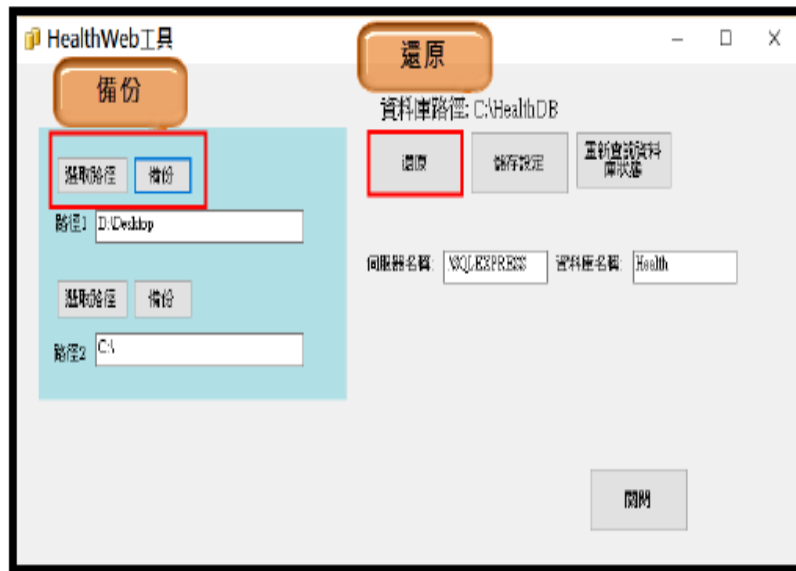 HealthWeb工具
備份
還原
資料庫路徑: C:\HealthDB
選取路徑 備份
還原 儲存設定 重新查詢資料
庫狀態
路徑1 D:\Desktop
伺服器名稱: .\SQLEXPRESS 資料庫名稱: Health
選取路徑 備份
路徑2 C:\
關閉